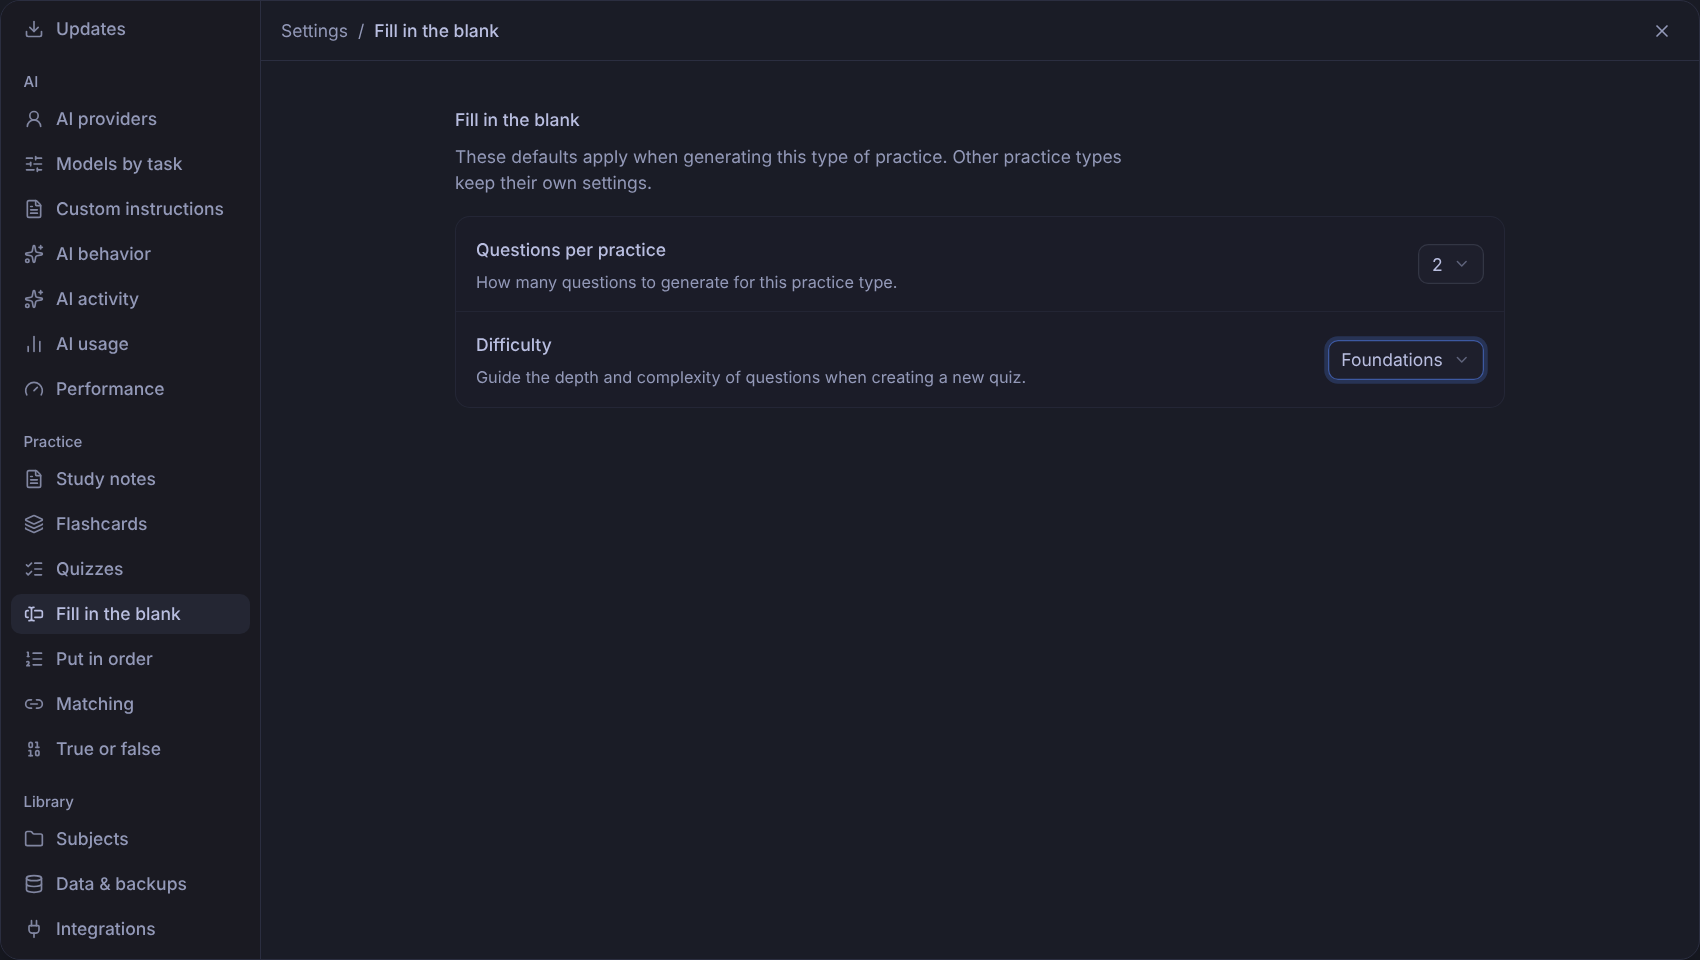 Updates
AI
AI providers
Models by task
Custom instructions
AI behavior
AI activity
AI usage
Performance
Practice
Study notes
Flashcards
Quizzes
Fill in the blank
Put in order
Matching
True or false
Library
Subjects
Data & backups
Integrations
Settings / Fill in the blank
Fill in the blank
These defaults apply when generating this type of practice. Other practice types
keep their own settings.
Questions per practice
How many questions to generate for this practice type.
2
Difficulty
Guide the depth and complexity of questions when creating a new quiz.
Foundations